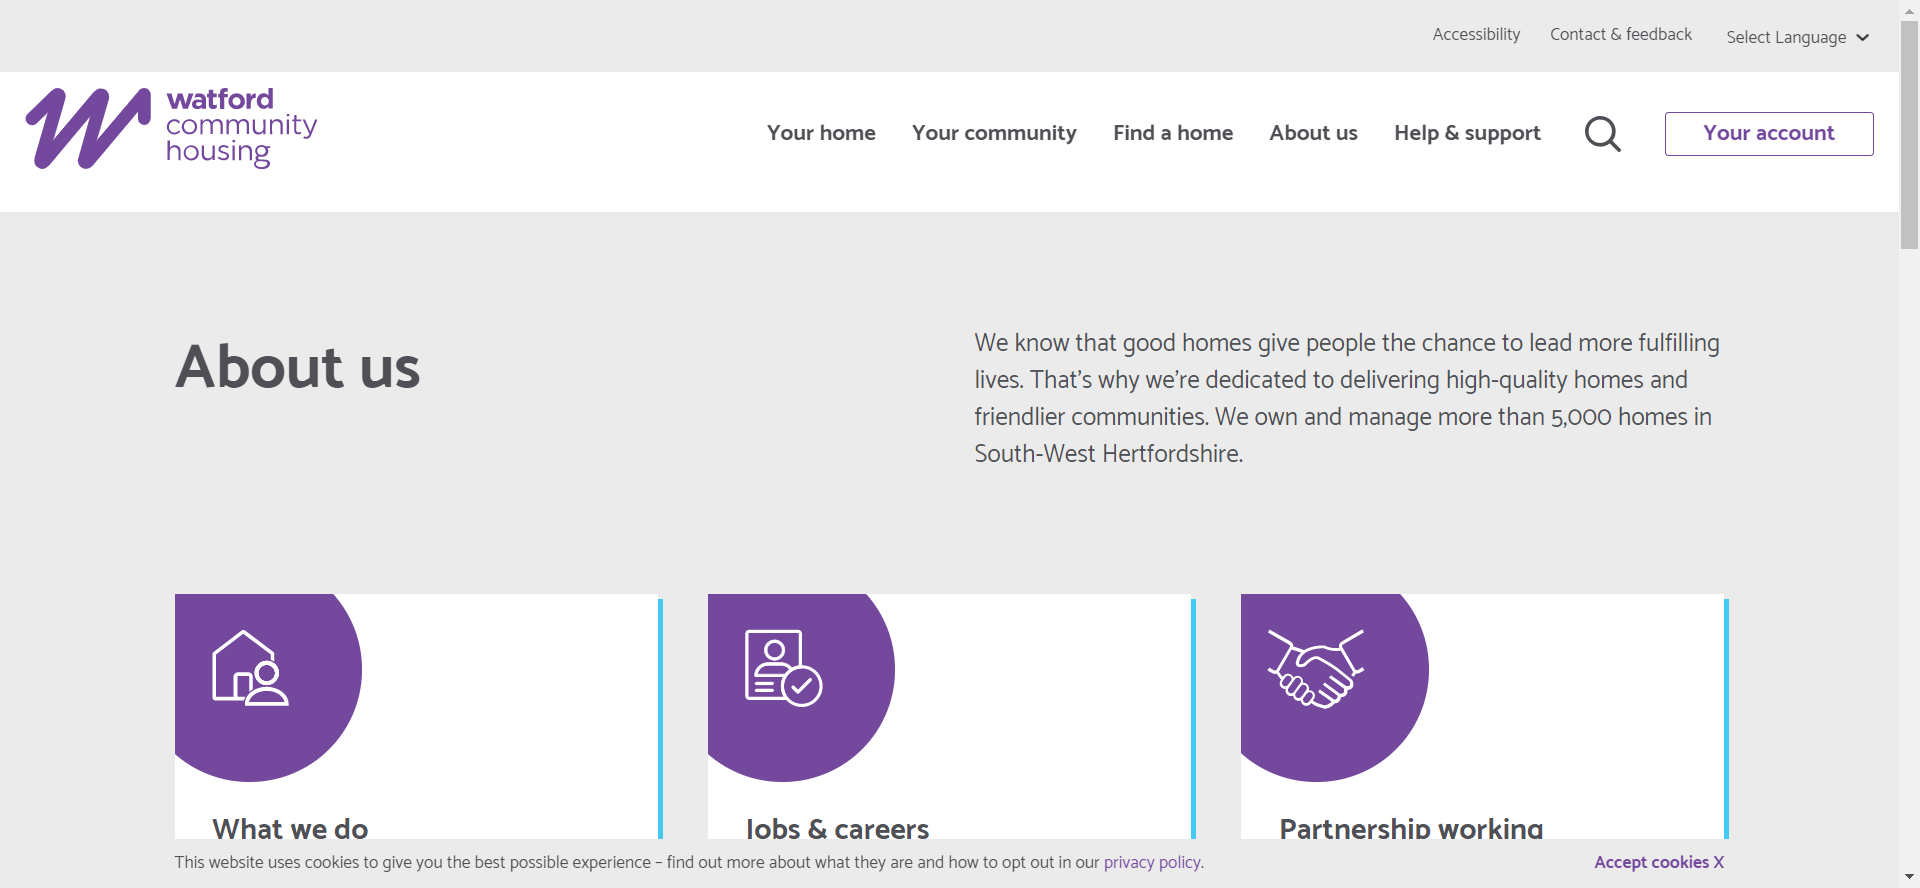 Accessibility
Contact & feedback
Select Language
watford
community
housing
Your home
Your community
Find a home
About us
Help & support
Your account
About us
We know that good homes give people the chance to lead more fulfilling
lives. That's why we're dedicated to delivering high-quality homes and
friendlier communities. We own and manage more than 5,000 homes in
South-West Hertfordshire.
What we do
Jobs & careers
Partnership working
This website uses cookies to give you the best possible experience – find out more about what they are and how to opt out in our privacy policy.
Accept cookies X